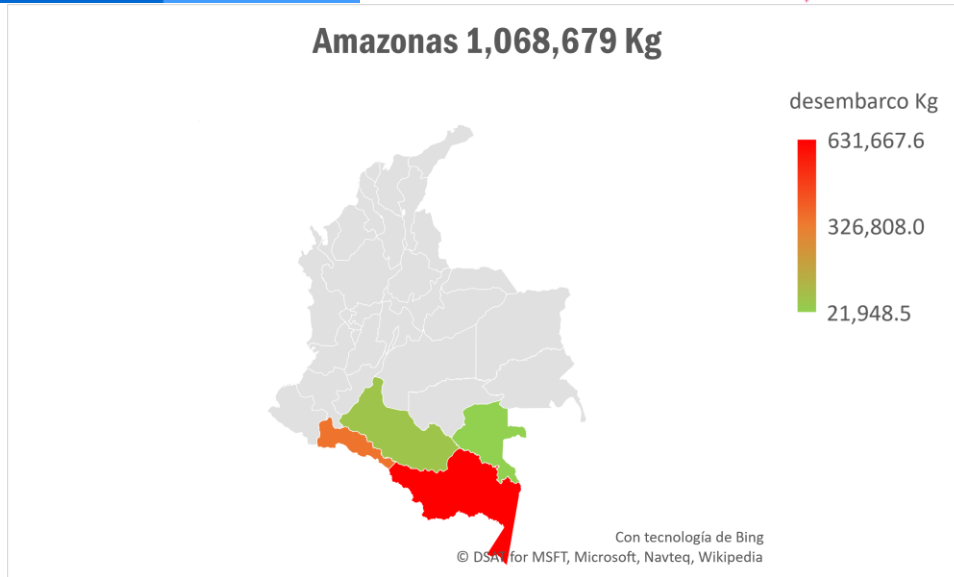 Amazonas 1,068,679 Kg
desembarco Kg
631,667.6
326,808.0
21,948.5
Con tecnología de Bing
© for MSFT, Microsoft, Navteq, Wikipedia